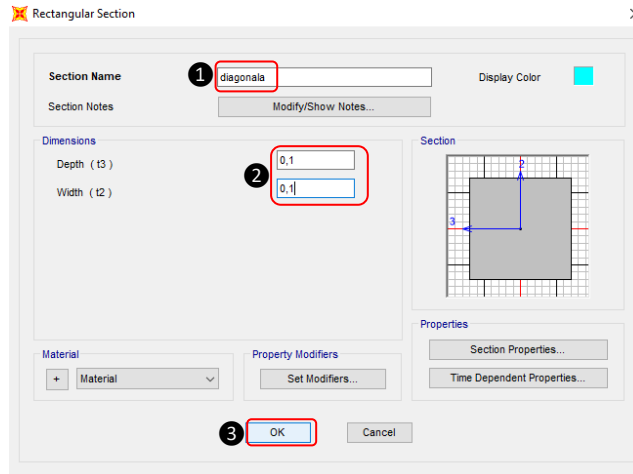 Rectangular Section
Section Name
1
diagonala
Display Color
Section Notes
Modify/Show Notes...
Dimensions
Depth ( t3 )
0,1
2
Width ( t2 )
0,1
Section
2
3
Properties
Section Properties...
Time Dependent Properties...
Material
+
Material
Property Modifiers
Set Modifiers...
3
OK
Cancel